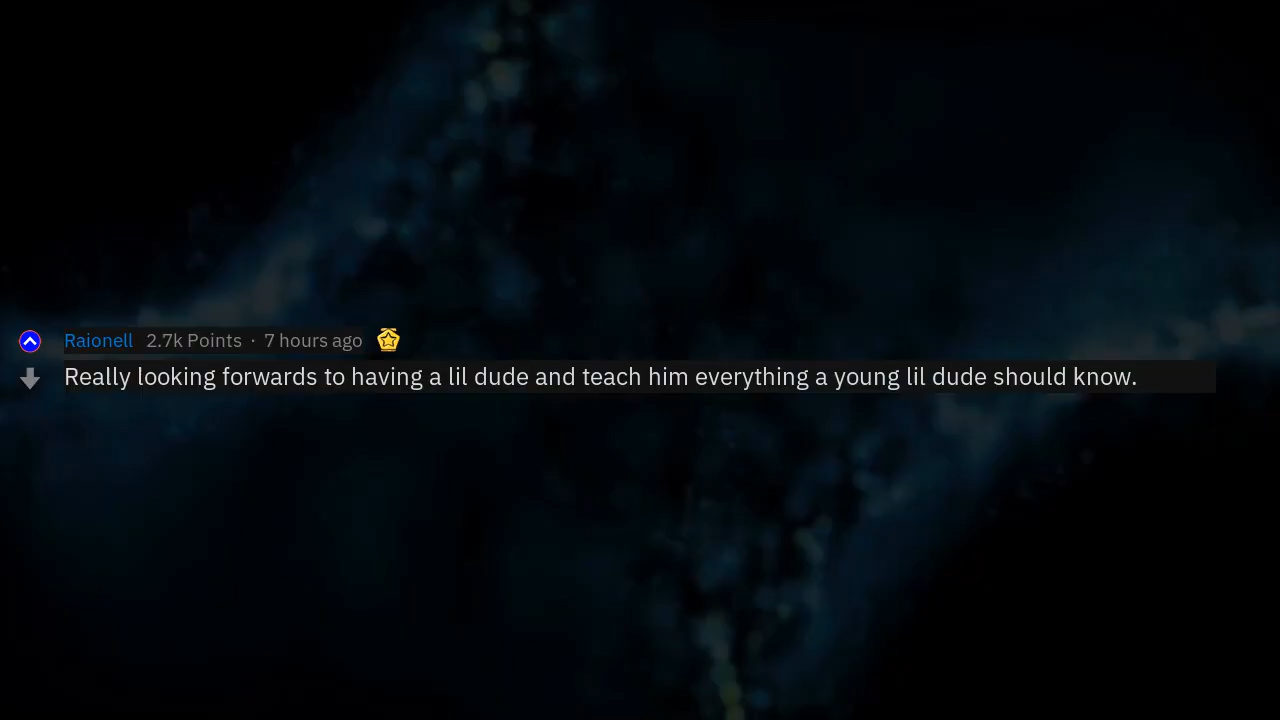 Raionell 2.7k Points · 7 hours ago
Really looking forwards to having a lil dude and teach him everything a young lil dude should know.